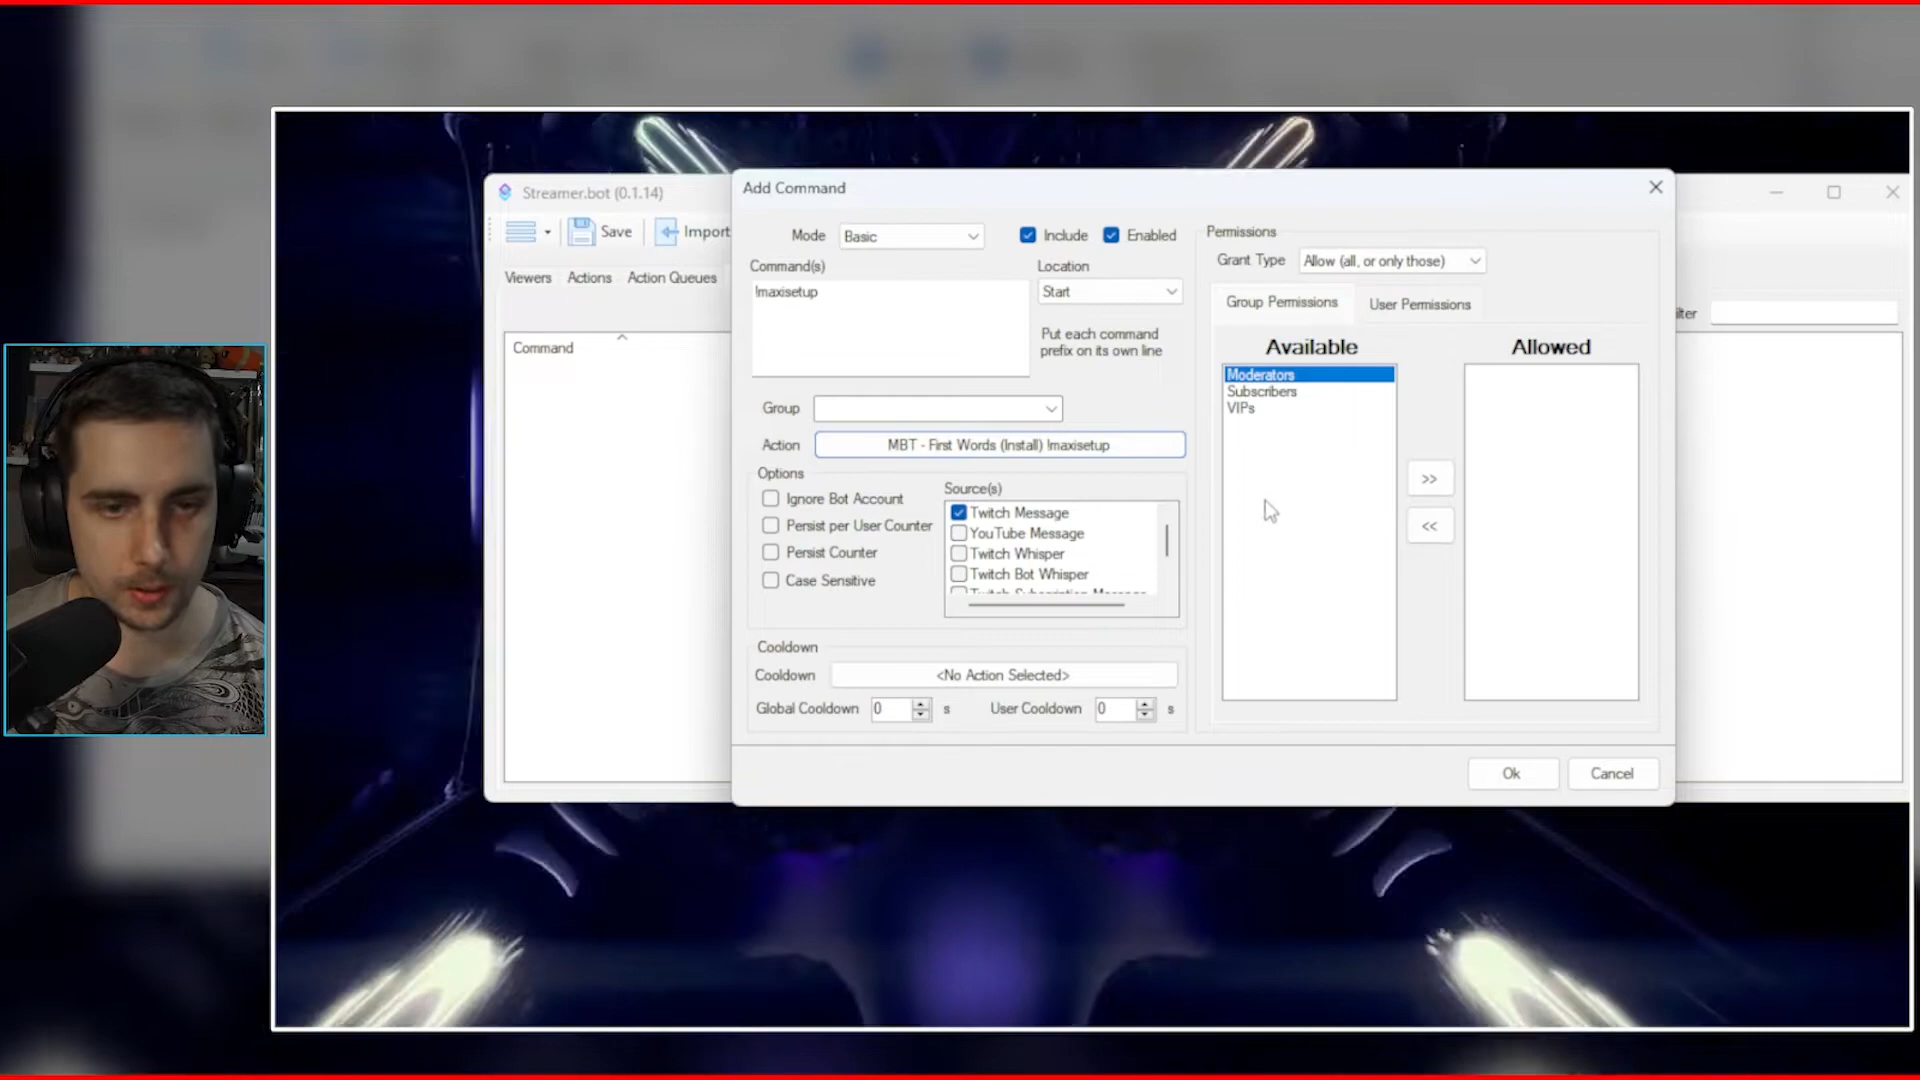 Streamer.bot (0.1.14)
Save
Import
Viewers
Actions
Action Queues
Command
Add Command
Mode
Basic
Include
Enabled
Command(s)
!maxisetup
Location
Start
Put each command
prefix on its own line
Group
Action
MBT - First Words (Install) !maxisetup
Options
Ignore Bot Account
Persist per User Counter
Persist Counter
Case Sensitive
Source(s)
Twitch Message
YouTube Message
Twitch Whisper
Twitch Bot Whisper
Twitch Subscription Message
Cooldown
Cooldown
<No Action Selected>
Global Cooldown
0
s
User Cooldown
0
s
Permissions
Grant Type
Allow (all, or only those)
Group Permissions
User Permissions
Available
Allowed
Moderators
Subscribers
VIPs
>>
<<
Ok
Cancel